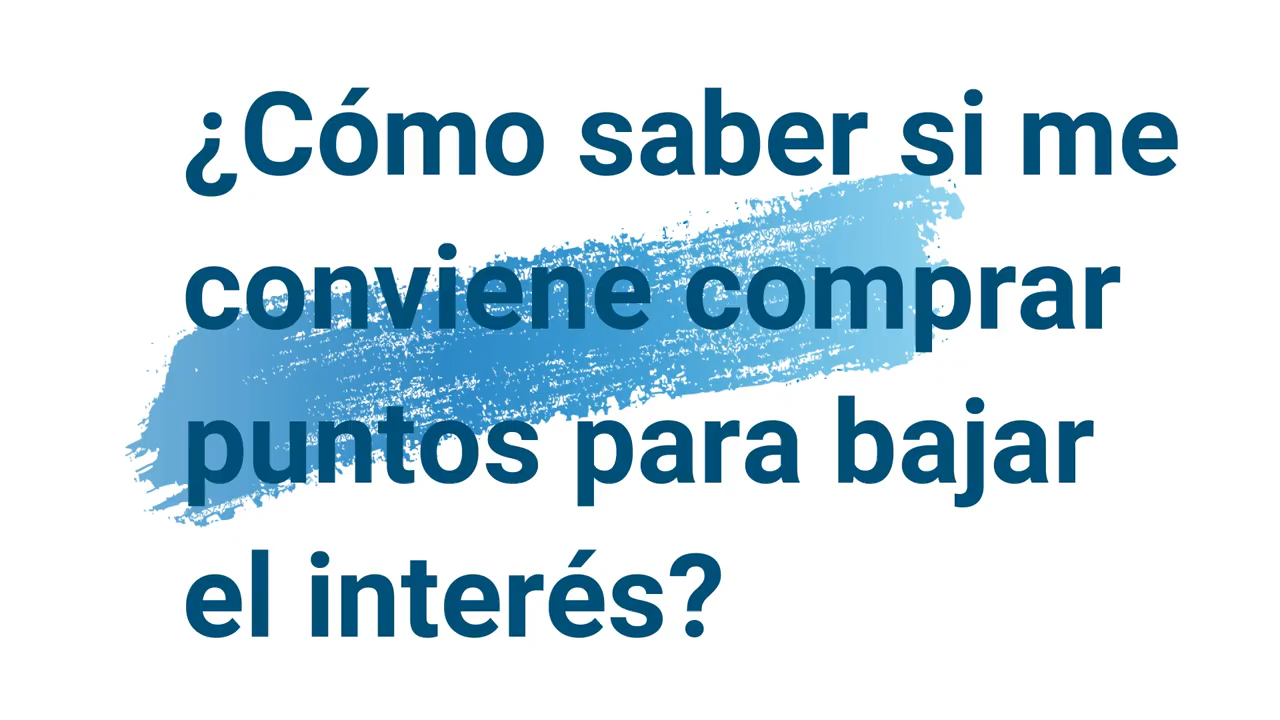 ¿Cómo saber si me
conviene comprar
puntos para bajar
el interés?